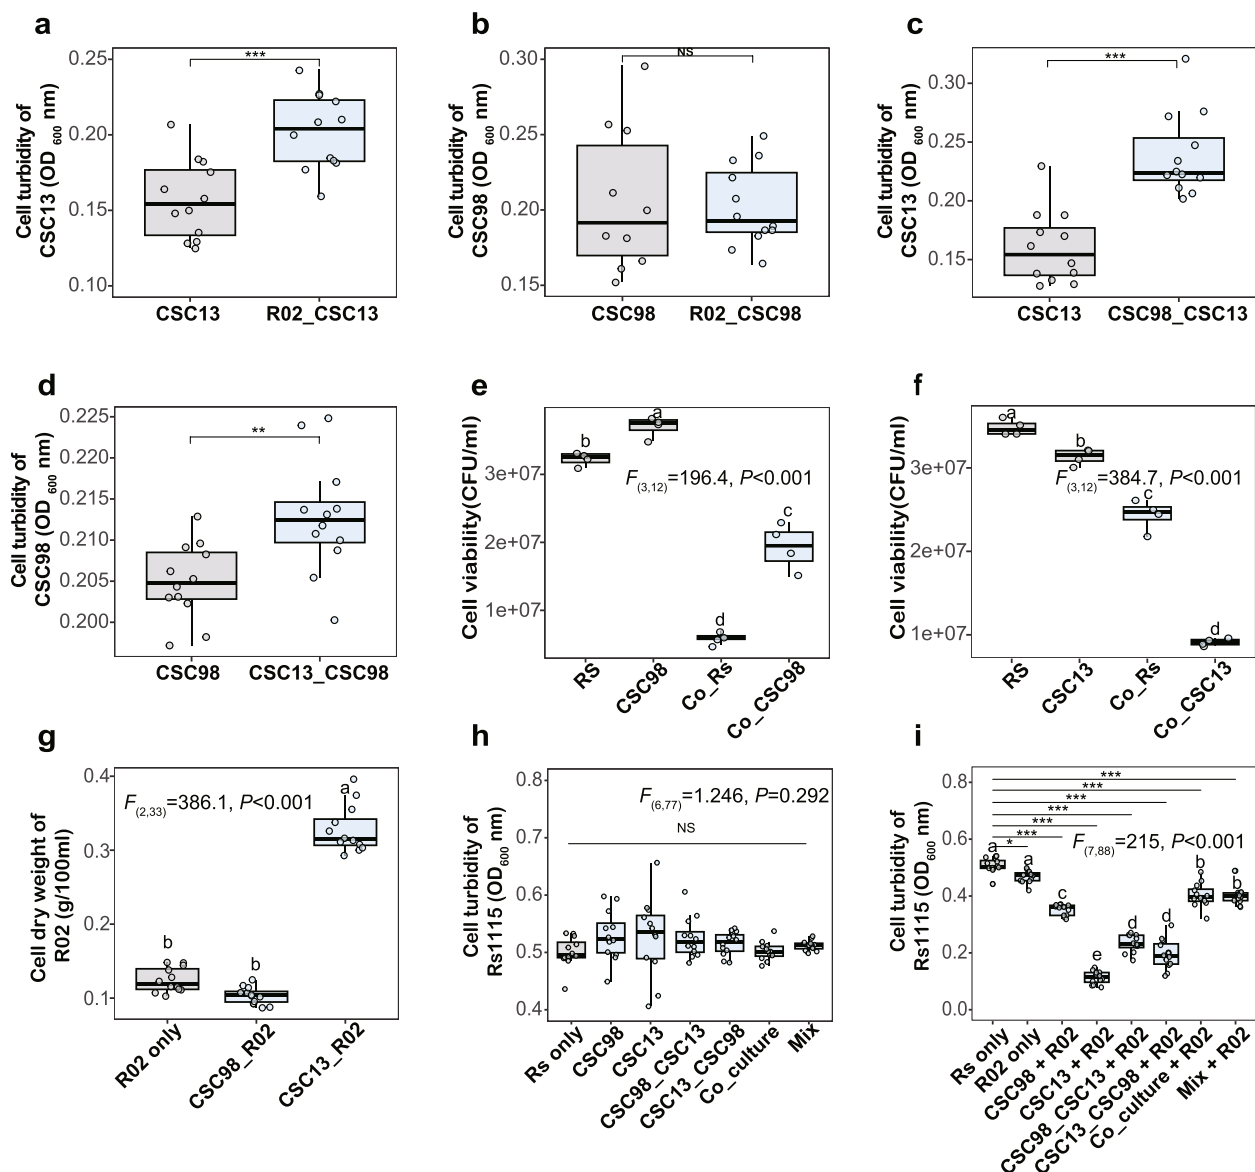 a
Cell turbidity of
CSC13 (OD 600 nm)
0.25
0.20
0.15
0.10
***
CSC13
R02_CSC13
b
Cell turbidity of
CSC98 (OD 600 nm)
0.30
0.25
0.20
0.15
NS
CSC98
R02_CSC98
c
Cell turbidity of
CSC13 (OD 600 nm)
0.30
0.25
0.20
0.15
***
CSC13
CSC98_CSC13
d
Cell turbidity of
CSC98 (OD 600 nm)
0.225
0.220
0.215
0.210
0.205
0.200
**
CSC98
CSC13_CSC98
e
Cell viability(CFU/ml)
3e+07
2e+07
1e+07
b
a
d
c
F(3,12)=196.4, P<0.001
RS
CSC98
Co_Rs
Co_CSC98
f
Cell viability(CFU/ml)
3e+07
2e+07
1e+07
a
b
c
d
F(3,12)=384.7, P<0.001
RS
CSC13
Co_Rs
Co_CSC13
g
Cell dry weight of
R02 (g/100ml)
0.4
0.3
0.2
0.1
F(2,33)=386.1, P<0.001
b
b
a
R02 only
CSC98_R02
CSC13_R02
h
Cell turbidity of
Rs1115 (OD600 nm)
0.8
0.7
0.6
0.5
0.4
F(6,77)=1.246, P=0.292
NS
Rs only
CSC98
CSC13
CSC98_CSC13
CSC13_CSC98
Co_culture
Mix
i
Cell turbidity of
Rs1115 (OD600 nm)
0.8
0.6
0.4
0.2
0.0
***
***
***
***
***
***
*
F(7,88)=215, P<0.001
a
a
c
e
d
d
b
b
Rs only
R02 only
CSC98 + R02
CSC13 + R02
CSC98_CSC13 + R02
CSC13_CSC98 + R02
Co_culture + R02
Mix + R02